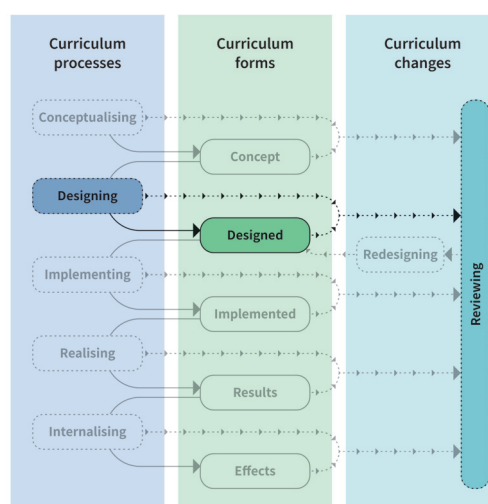 Curriculum
processes
Curriculum
forms
Curriculum
changes
Conceptualising
Concept
Designing
Designed
Redesigning
Implementing
Implemented
Realising
Results
Internalising
Effects
Reviewing